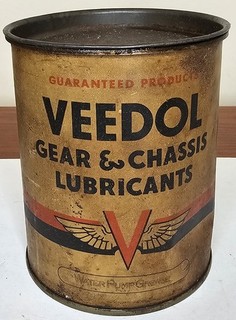 GUARANTEED PRODUCTS
VEEDOL
GEAR & CHASSIS
LUBRICANTS
V
WATER PUMP GREASE